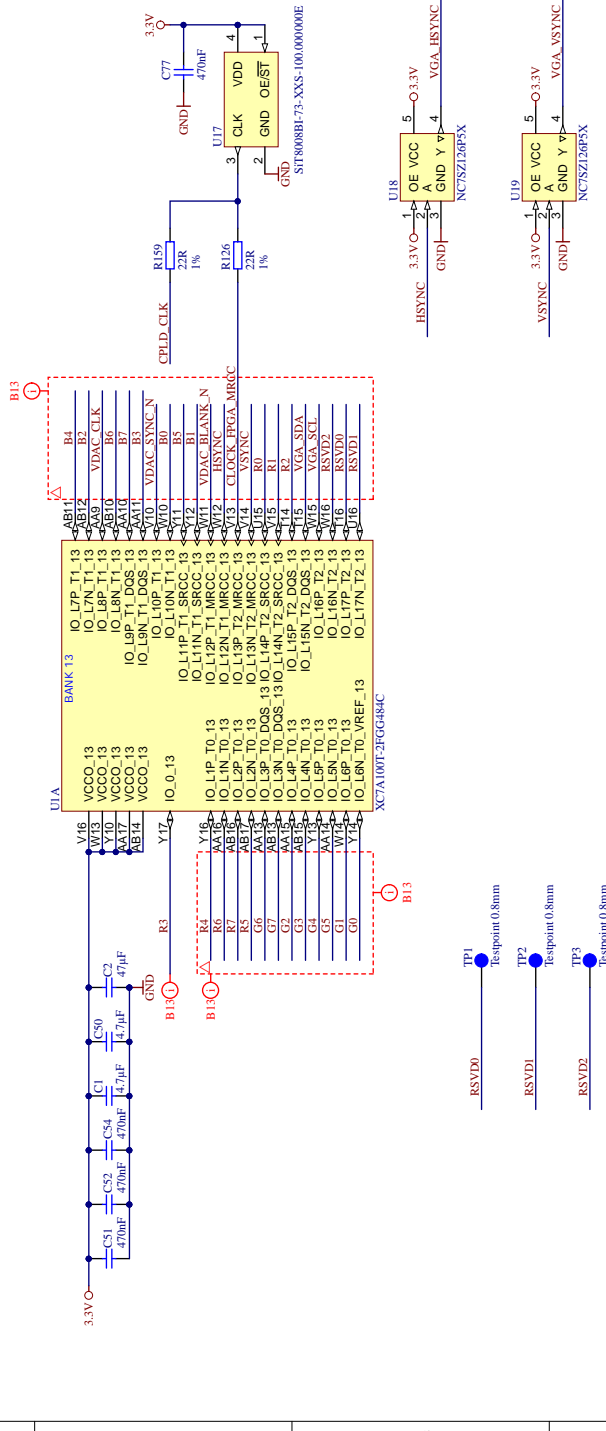 3.3V
C51
470nF
C52
470nF
C54
470nF
C1
4.7µF
C50
4.7µF
C2
47µF
GND
U1A
BANK 13
V16 VCCO_13
W13 VCCO_13
Y10 VCCO_13
AA17 VCCO_13
AB14 VCCO_13
R3 Y17 IO_0_13
B13
B13
R4 Y16 IO_L1P_T0_13
R6 AA16 IO_L1N_T0_13
R7 AB16 IO_L2P_T0_13
R5 AB17 IO_L2N_T0_13
G6 AA13 IO_L3P_T0_DQS_13
G7 AB13 IO_L3N_T0_DQS_13
G2 AA15 IO_L4P_T0_13
G3 AB15 IO_L4N_T0_13
G4 Y13 IO_L5P_T0_13
G5 AA14 IO_L5N_T0_13
G1 W14 IO_L6P_T0_13
G0 Y14 IO_L6N_T0_VREF_13
B13
IO_L7P_T1_13 AB11 B4
IO_L7N_T1_13 AB12 B2
IO_L8P_T1_13 AA9 VDAC_CLK
IO_L8N_T1_13 AB10 B6
IO_L9P_T1_DQS_13 AA10 B7
IO_L9N_T1_DQS_13 AA11 B3
IO_L10P_T1_13 V10 VDAC_SYNC_N
IO_L10N_T1_13 W10 B0
IO_L11P_T1_SRCC_13 Y11 B5
IO_L11N_T1_SRCC_13 Y12 B1
IO_L12P_T1_MRCC_13 W11 VDAC_BLANK_N
IO_L12N_T1_MRCC_13 W12 HSYNC
IO_L13P_T2_MRCC_13 V13 CLOCK_FPGA_MRCC
IO_L13N_T2_MRCC_13 V14 VSYNC
IO_L14P_T2_SRCC_13 U15 R0
IO_L14N_T2_SRCC_13 V15 R1
IO_L15P_T2_DQS_13 T14 R2
IO_L15N_T2_DQS_13 T15 VGA_SDA
IO_L16P_T2_13 W15 VGA_SCL
IO_L16N_T2_13 W16 RSVD2
IO_L17P_T2_13 T16 RSVD0
IO_L17N_T2_13 U16 RSVD1
XC7A100T-2FGG484C
B13
CPLD_CLK
R159
22R
1%
R126
22R
1%
3.3V
C77
470nF
GND
U17
3 CLK VDD 4
2 GND OE/ST 1
GND
SiT8008BI-73-XXS-100.000000E
U18
3.3V 1 OE VCC 5 3.3V
HSYNC 2 A
GND 3 GND Y 4 VGA_HSYNC
NC7SZ126P5X
U19
3.3V 1 OE VCC 5 3.3V
VSYNC 2 A
GND 3 GND Y 4 VGA_VSYNC
NC7SZ126P5X
RSVD0 TP1
Testpoint 0.8mm
RSVD1 TP2
Testpoint 0.8mm
RSVD2 TP3
Testpoint 0.8mm